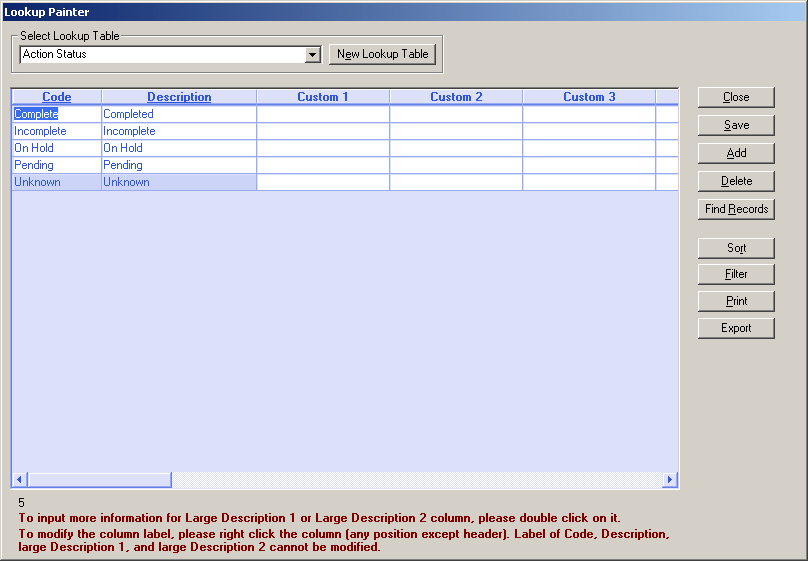 Lookup Painter
Select Lookup Table
Action Status
New Lookup Table
Code Description Custom 1 Custom 2 Custom 3
Complete Completed
Incomplete Incomplete
On Hold On Hold
Pending Pending
Unknown Unknown
Close
Save
Add
Delete
Find Records
Sort
Filter
Print
Export
5
To input more information for Large Description 1 or Large Description 2 column, please double click on it.
To modify the column label, please right click the column (any position except header). Label of Code, Description,
large Description 1, and large Description 2 cannot be modified.